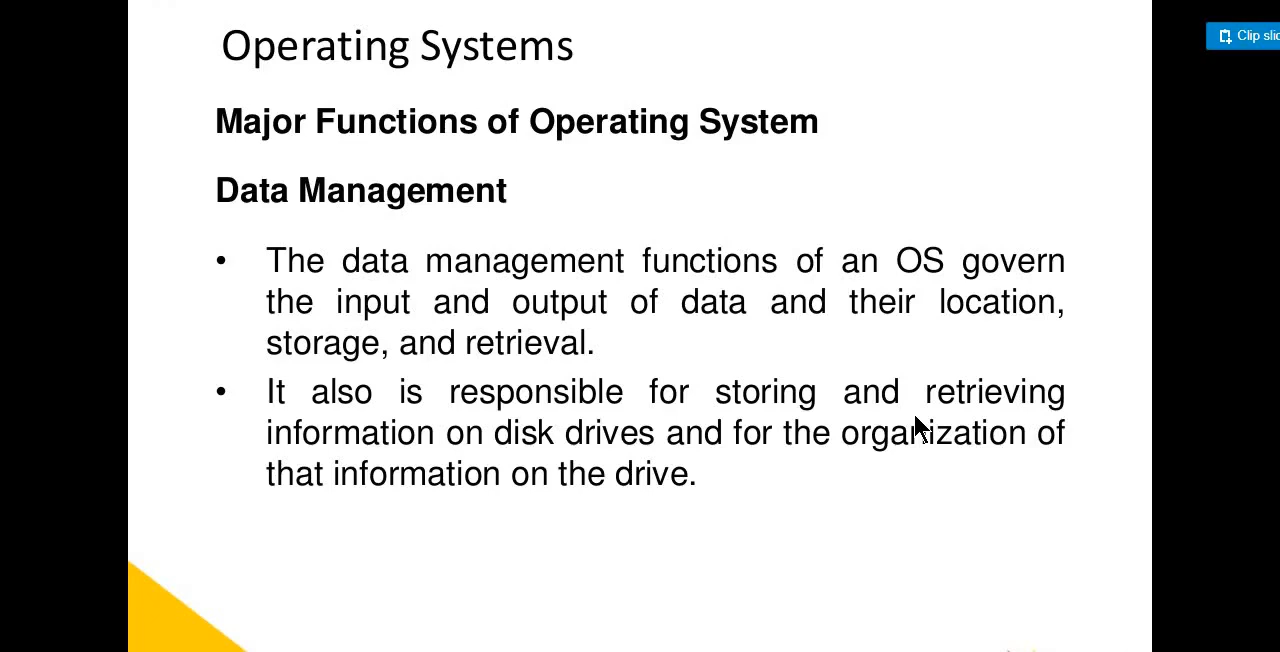 Operating Systems
Clip slic
Major Functions of Operating System
Data Management
• The data management functions of an OS govern
the input and output of data and their location,
storage, and retrieval.
• It also is responsible for storing and retrieving
information on disk drives and for the organization of
that information on the drive.